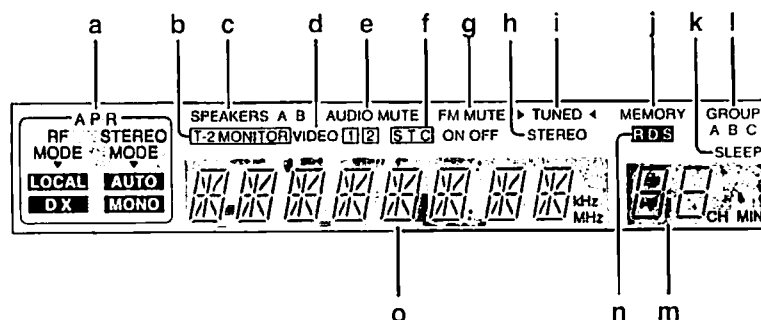 a b c d e f g h i j k l
A P R
RF MODE STEREO MODE
LOCAL AUTO
DX MONO
SPEAKERS A B AUDIO MUTE FM MUTE ▸ TUNED ◂ MEMORY GROUP
T-2 MONITOR VIDEO 1 2 STC ON OFF STEREO RDS A B C
SLEEP
kHz
MHz
CH MIN
o n m